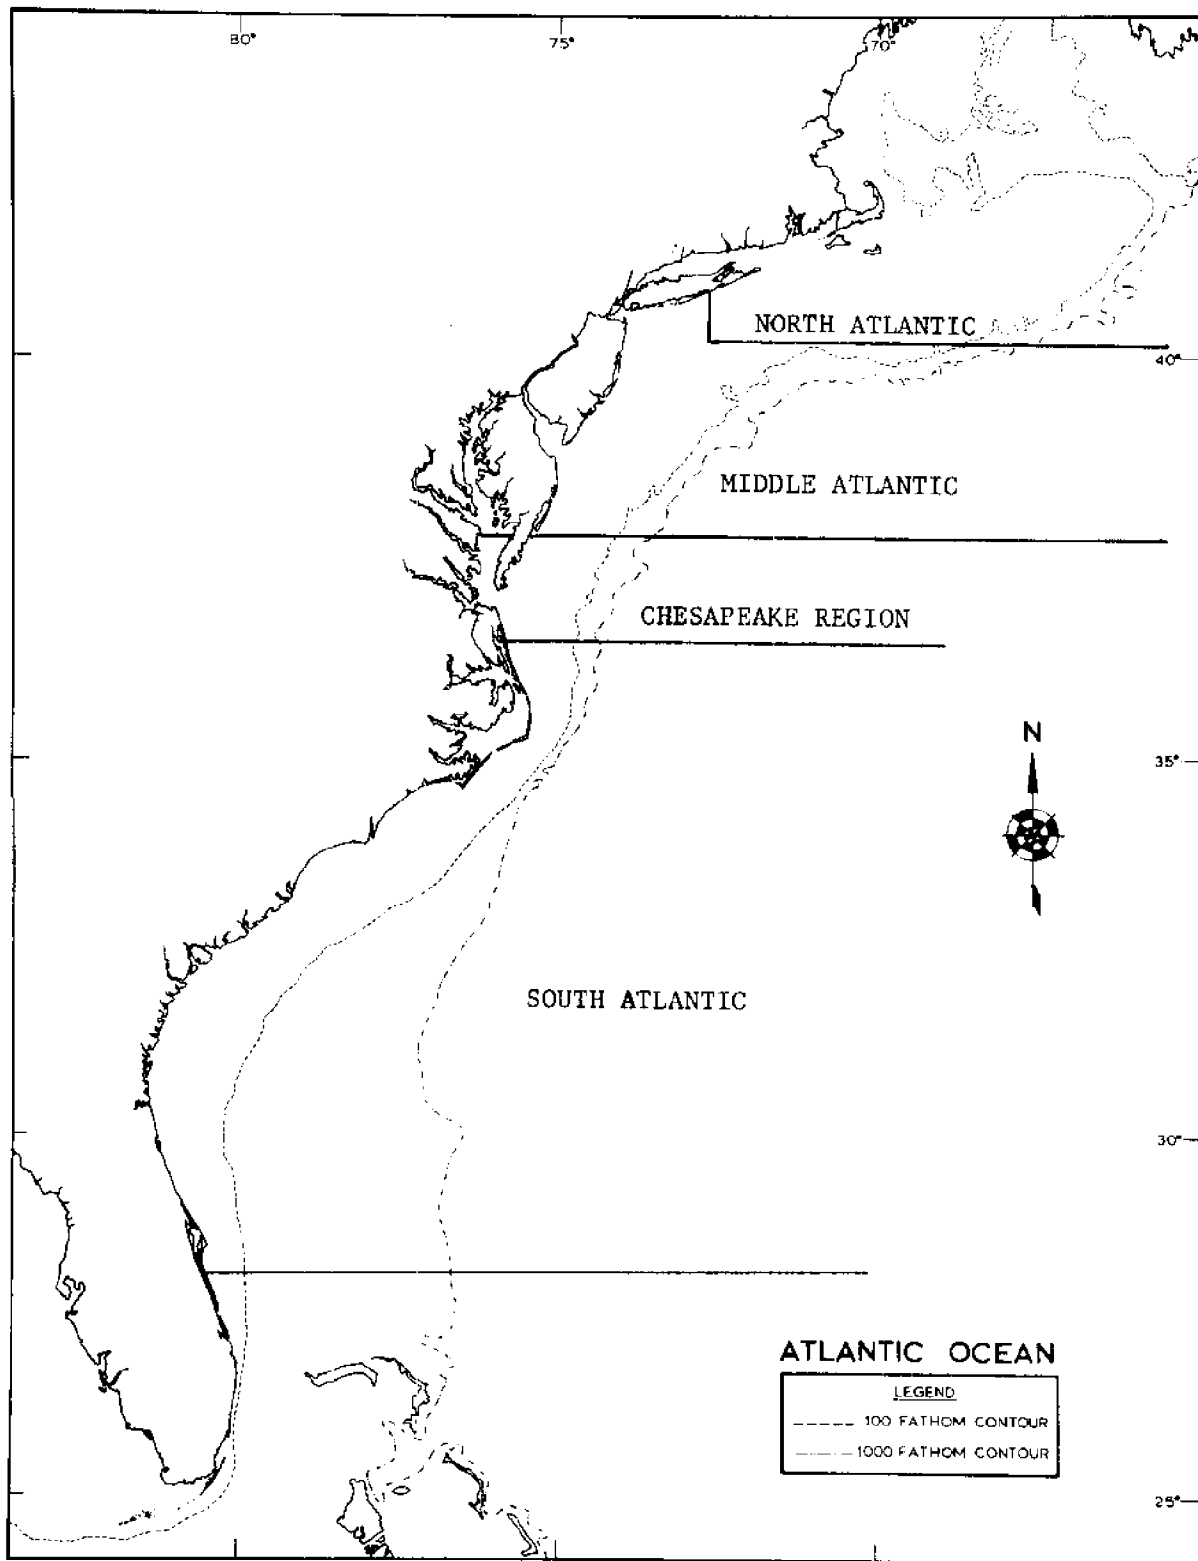 80° 75° 70°
NORTH ATLANTIC
40°
MIDDLE ATLANTIC
CHESAPEAKE REGION
N
35°
SOUTH ATLANTIC
30°
ATLANTIC OCEAN
LEGEND
100 FATHOM CONTOUR
1000 FATHOM CONTOUR
25°